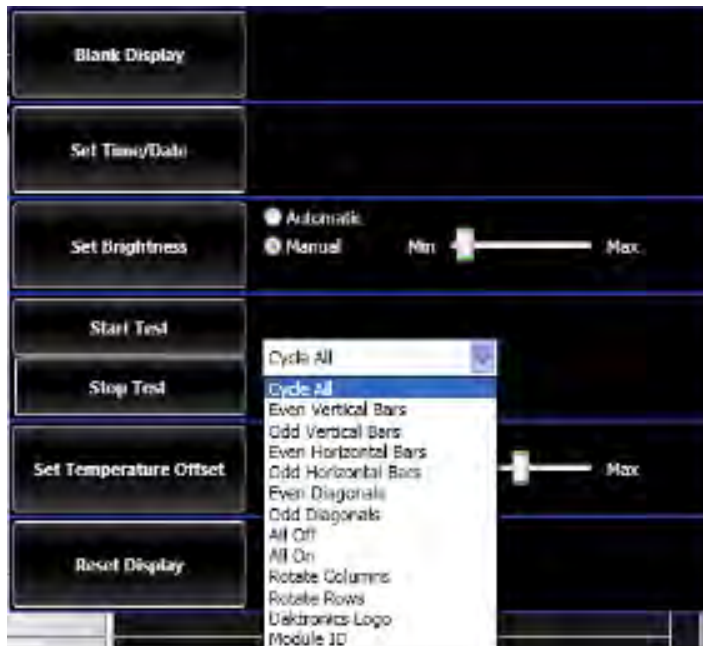 Blank Display
Set Time/Date
Set Brightness
Automatic
Manual Min Max
Start Test
Stop Test
Cycle All
Cycle All
Even Vertical Bars
Odd Vertical Bars
Even Horizontal Bars
Odd Horizontal Bars
Even Diagonals
Odd Diagonals
All Off
All On
Rotate Columns
Rotate Rows
Daktronics Logo
Module ID
Set Temperature Offset Max
Reset Display